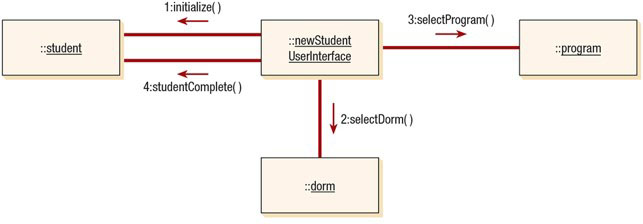 1:initialize( )
3:selectProgram( )
::student
::newStudent
UserInterface
::program
4:studentComplete( )
2:selectDorm( )
::dorm